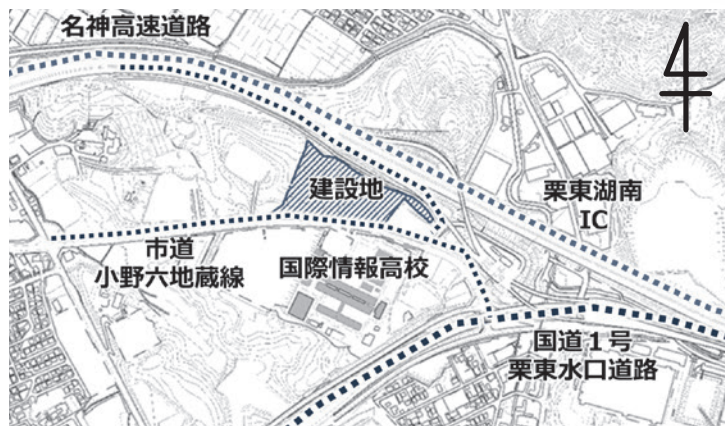 名神高速道路
建設地
栗東湖南
IC
市道
小野六地蔵線
国際情報高校
国道1号
栗東水口道路